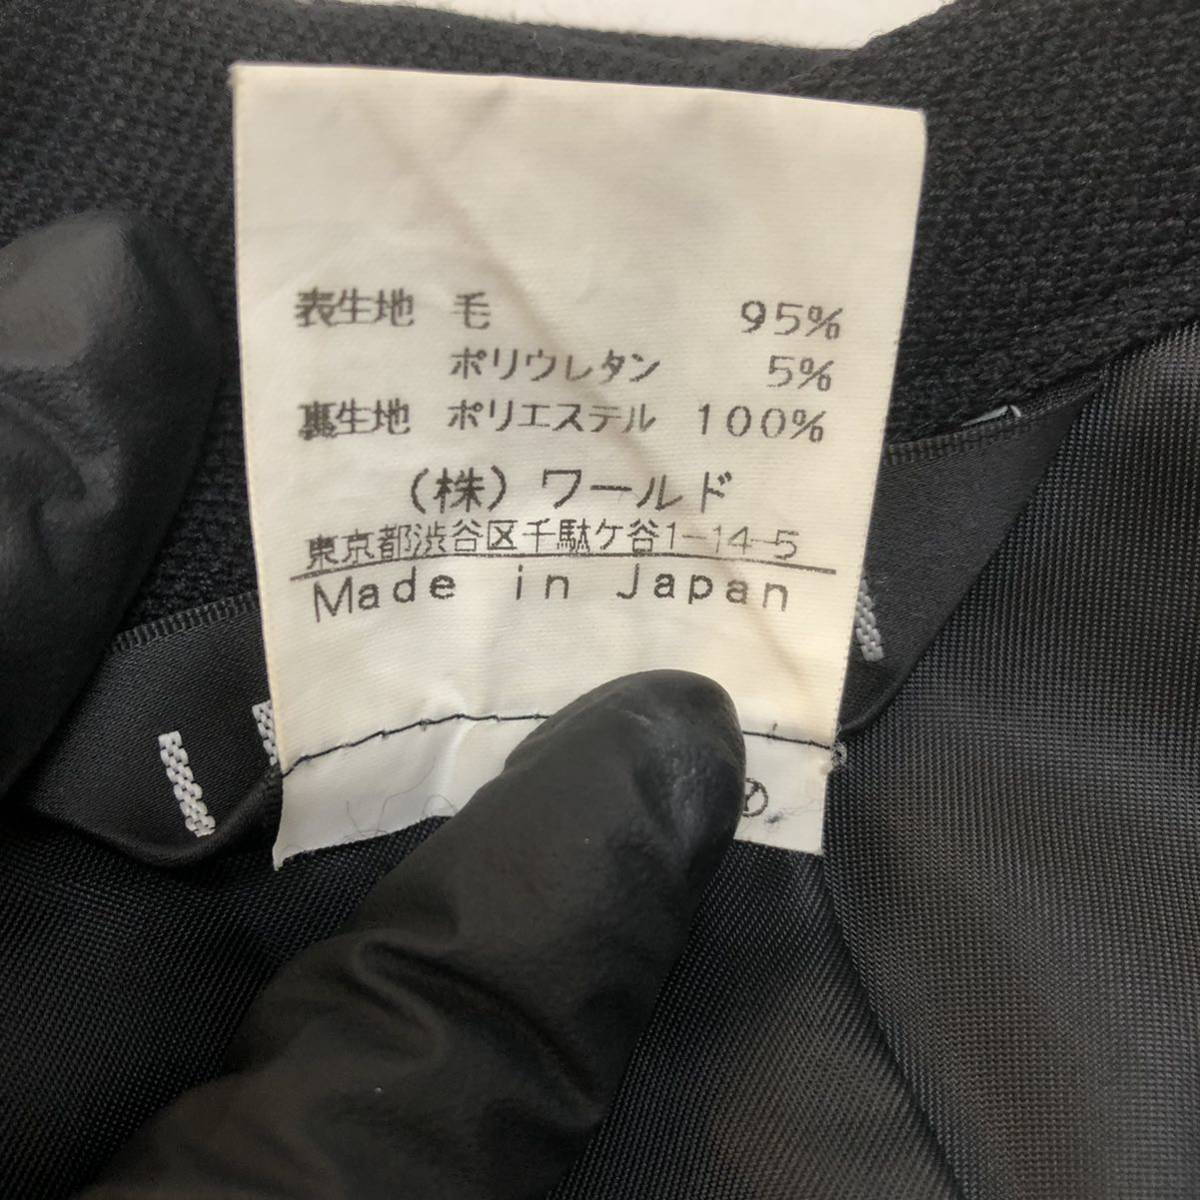 表生地 毛 95%
ポリウレタン 5%
裏生地 ポリエステル 100%
(株) ワールド
東京都渋谷区千駄ケ谷1-14-5
Made in Japan